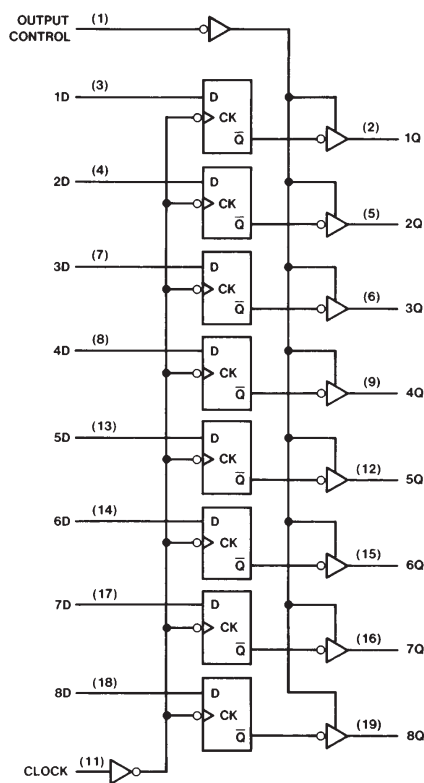 OUTPUT CONTROL (1)
1D (3) D CK Q̅ (2) 1Q
2D (4) D CK Q̅ (5) 2Q
3D (7) D CK Q̅ (6) 3Q
4D (8) D CK Q̅ (9) 4Q
5D (13) D CK Q̅ (12) 5Q
6D (14) D CK Q̅ (15) 6Q
7D (17) D CK Q̅ (16) 7Q
8D (18) D CK Q̅ (19) 8Q
CLOCK (11)